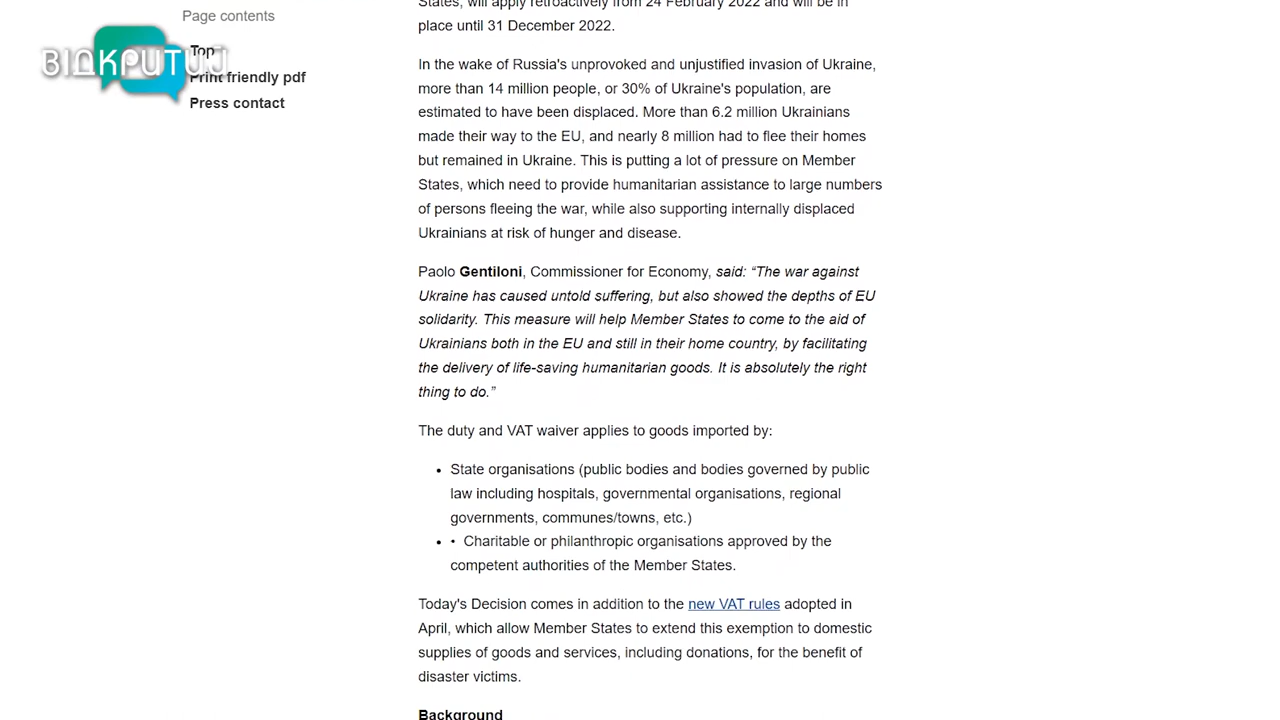 Page contents
Top
Print friendly pdf
Press contact
ВІДКРИТИЙ
States, will apply retroactively from 24 February 2022 and will be in
place until 31 December 2022.
In the wake of Russia's unprovoked and unjustified invasion of Ukraine,
more than 14 million people, or 30% of Ukraine's population, are
estimated to have been displaced. More than 6.2 million Ukrainians
made their way to the EU, and nearly 8 million had to flee their homes
but remained in Ukraine. This is putting a lot of pressure on Member
States, which need to provide humanitarian assistance to large numbers
of persons fleeing the war, while also supporting internally displaced
Ukrainians at risk of hunger and disease.
Paolo Gentiloni, Commissioner for Economy, said: “The war against
Ukraine has caused untold suffering, but also showed the depths of EU
solidarity. This measure will help Member States to come to the aid of
Ukrainians both in the EU and still in their home country, by facilitating
the delivery of life-saving humanitarian goods. It is absolutely the right
thing to do.”
The duty and VAT waiver applies to goods imported by:
• State organisations (public bodies and bodies governed by public
law including hospitals, governmental organisations, regional
governments, communes/towns, etc.)
• • Charitable or philanthropic organisations approved by the
competent authorities of the Member States.
Today's Decision comes in addition to the new VAT rules adopted in
April, which allow Member States to extend this exemption to domestic
supplies of goods and services, including donations, for the benefit of
disaster victims.
Background